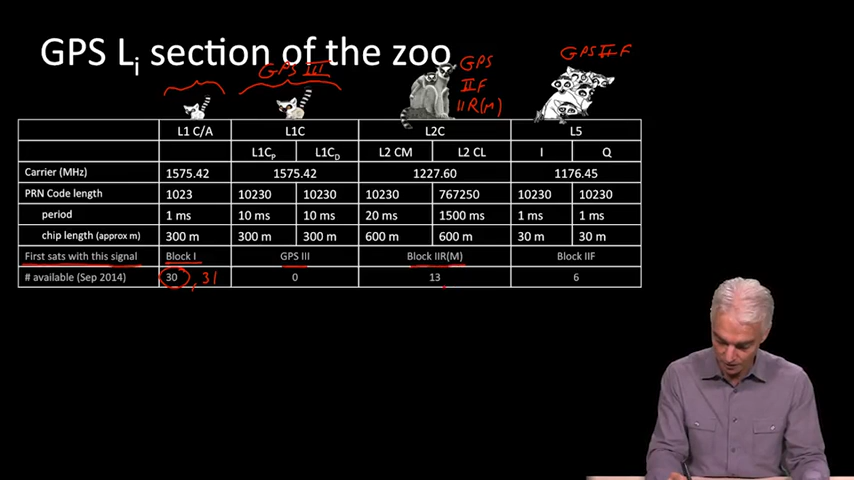 GPS Li section of the zoo
GPS III
GPS
IIF
IIR(M)
GPS II F
L1 C/A L1C L2C L5
L1CP L1CD L2 CM L2 CL I Q
Carrier (MHz) 1575.42 1575.42 1227.60 1176.45
PRN Code length 1023 10230 10230 10230 767250 10230 10230
period 1 ms 10 ms 10 ms 20 ms 1500 ms 1 ms 1 ms
chip length (approx m) 300 m 300 m 300 m 600 m 600 m 30 m 30 m
First sats with this signal Block I GPS III Block IIR(M) Block IIF
# available (Sep 2014) 30, 31 0 13 6